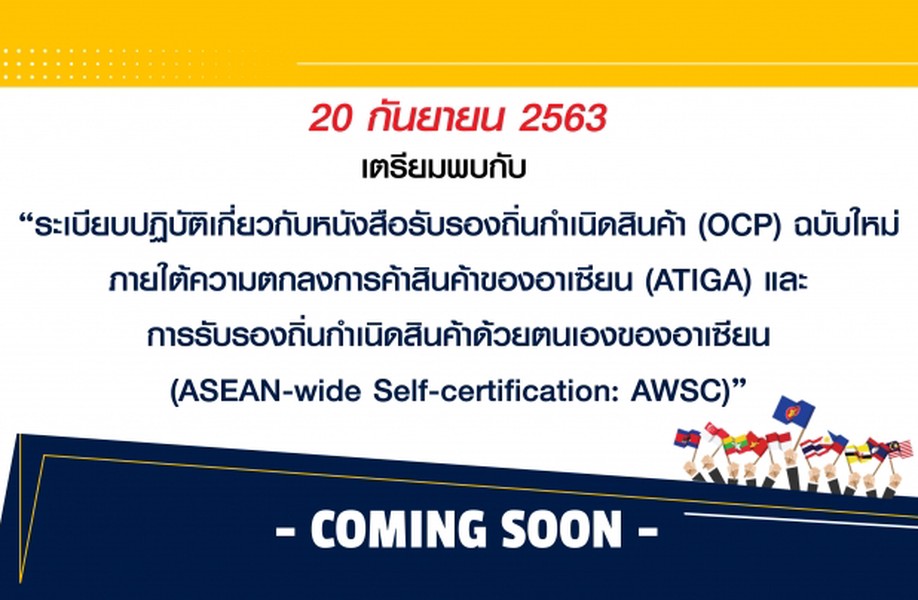 20 กันยายน 2563
เตรียมพบกับ
“ระเบียบปฏิบัติเกี่ยวกับหนังสือรับรองถิ่นกำเนิดสินค้า (OCP) ฉบับใหม่
ภายใต้ความตกลงการค้าสินค้าของอาเซียน (ATIGA) และ
การรับรองถิ่นกำเนิดสินค้าด้วยตนเองของอาเซียน
(ASEAN-wide Self-certification: AWSC)”
- COMING SOON -